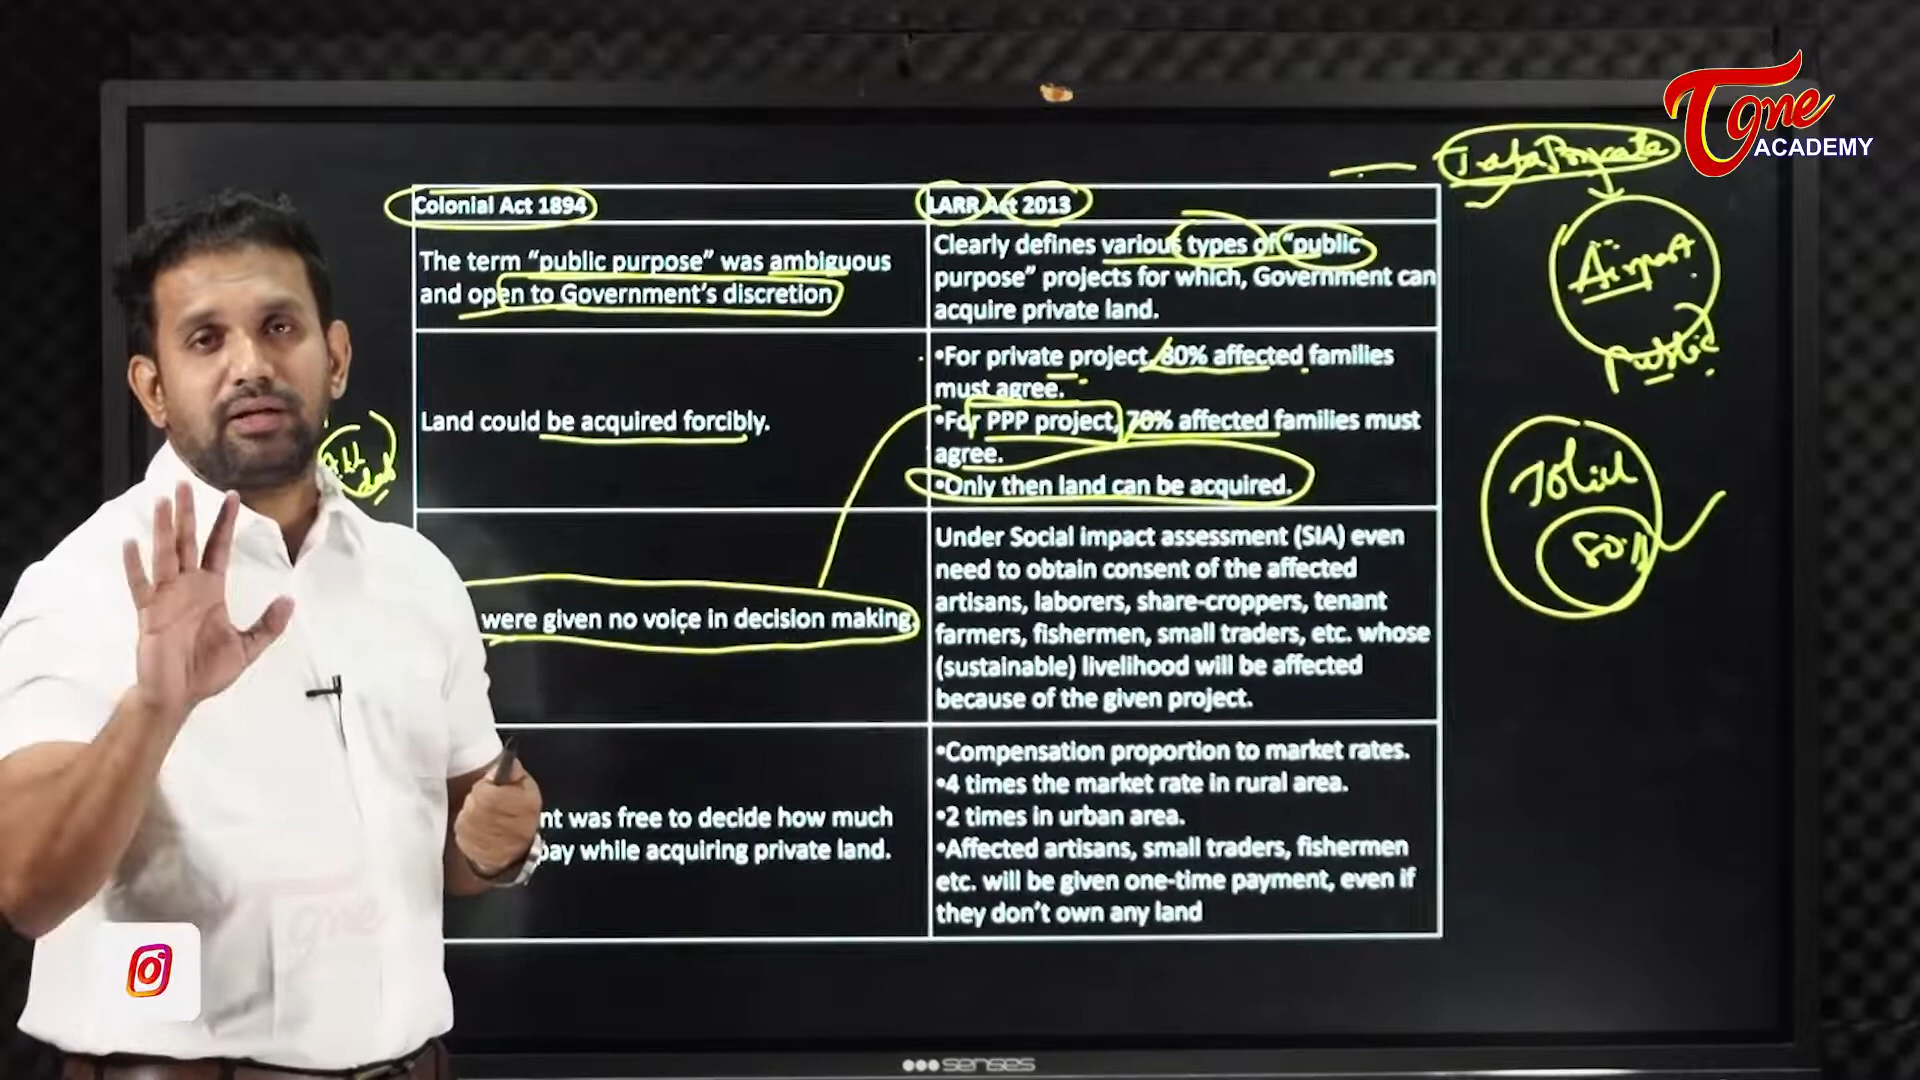 Tone
ACADEMY
Colonial Act 1894
LARR Act 2013
The term “public purpose” was ambiguous
and open to Government’s discretion
Clearly defines various types of “public
purpose” projects for which, Government can
acquire private land.
Land could be acquired forcibly.
•For private project, 80% affected families
must agree.
•For PPP project, 70% affected families must
agree.
•Only then land can be acquired.
were given no voice in decision making.
Under Social impact assessment (SIA) even
need to obtain consent of the affected
artisans, laborers, share-croppers, tenant
farmers, fishermen, small traders, etc. whose
(sustainable) livelihood will be affected
because of the given project.
nt was free to decide how much
pay while acquiring private land.
•Compensation proportion to market rates.
•4 times the market rate in rural area.
•2 times in urban area.
•Affected artisans, small traders, fishermen
etc. will be given one-time payment, even if
they don’t own any land
Airport
Public
senses